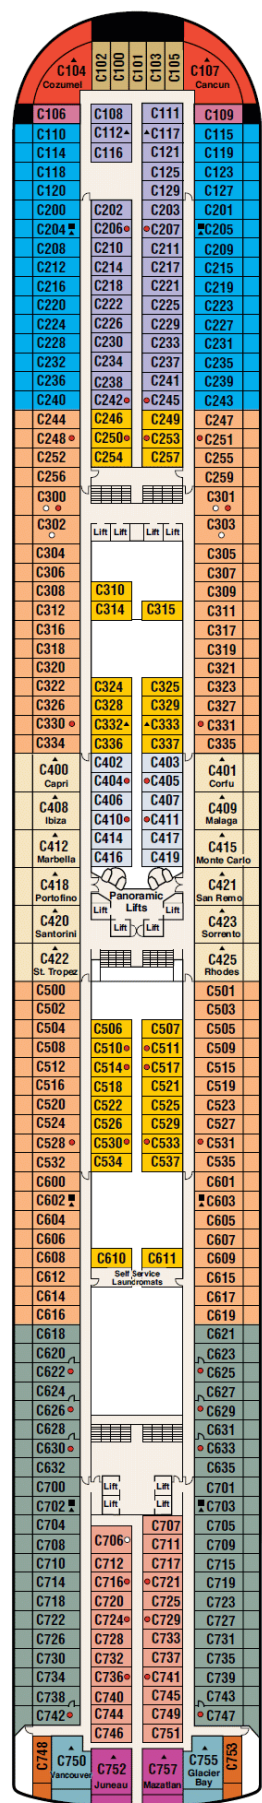 C104 C102 C100 C101 C103 C105 C107
Cozumel Cancun
C106 C108 C111 C109
C110 C112 C117 C115
C114 C116 C121 C119
C118 C125 C123
C120 C129 C127
C200 C202 C203 C201
C204 C206 C207 C205
C208 C210 C211 C209
C212 C214 C217 C215
C216 C218 C221 C219
C220 C222 C225 C223
C224 C226 C229 C227
C228 C230 C233 C231
C232 C234 C237 C235
C236 C238 C241 C239
C240 C242 C245 C243
C244 C246 C249 C247
C248 C250 C253 C251
C252 C254 C257 C255
C256 C259
C300 C301
C302 Lift Lift Lift Lift C303
C304 C305
C306 C307
C308 C310 C309
C312 C314 C315 C311
C316 C317
C318 C319
C320 C321
C322 C324 C325 C323
C326 C328 C329 C327
C330 C332 C333 C331
C334 C336 C337 C335
C400 C402 C403 C401
Capri C404 C405 Corfu
C408 C406 C407 C409
Ibiza C410 C411 Malaga
C412 C414 C417 C415
Marbella C416 C419 Monte Carlo
C418 C421
Portofino Panoramic San Remo
Lifts
C420 Lift Lift C423
Santorini Lift Lift Sorrento
C422 C425
St. Tropez Rhodes
C500 C501
C502 C503
C504 C506 C507 C505
C508 C510 C511 C509
C512 C514 C517 C515
C516 C518 C521 C519
C520 C522 C525 C523
C524 C526 C529 C527
C528 C530 C533 C531
C532 C534 C537 C535
C600 C601
C602 C603
C604 C605
C606 C607
C608 C610 C611 C609
C612 Self Service C615
Laundromats
C614 C617
C616 C619
C618 C621
C620 C623
C622 C625
C624 C627
C626 C629
C628 C631
C630 C633
C632 C635
C700 Lift Lift C701
C702 Lift Lift C703
C704 C707 C705
C708 C706 C711 C709
C710 C712 C717 C715
C714 C716 C721 C719
C718 C720 C725 C723
C722 C724 C729 C727
C726 C728 C733 C731
C730 C732 C737 C735
C734 C736 C741 C739
C738 C740 C745 C743
C742 C744 C749 C747
C746 C751
C748 C750 C752 C757 C755 C753
Vancouver Juneau Mazatlan Glacier
Bay